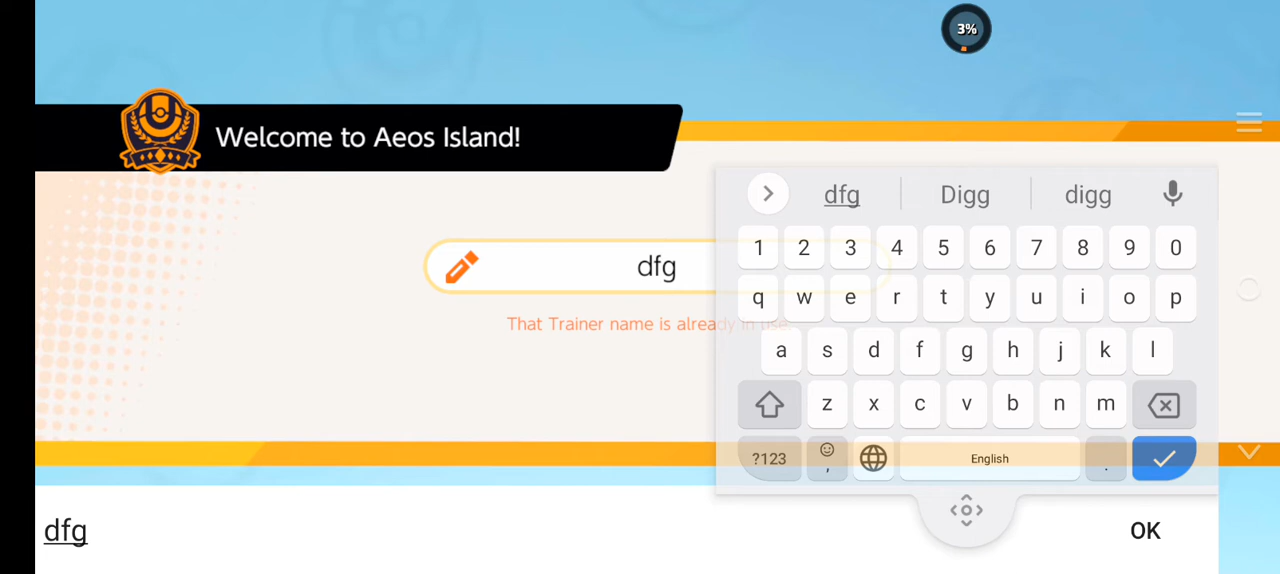 3%
Welcome to Aeos Island!
dfg
That Trainer name is already in use.
dfg Digg digg
1 2 3 4 5 6 7 8 9 0
q w e r t y u i o p
a s d f g h j k l
z x c v b n m
?123 , English .
dfg
OK